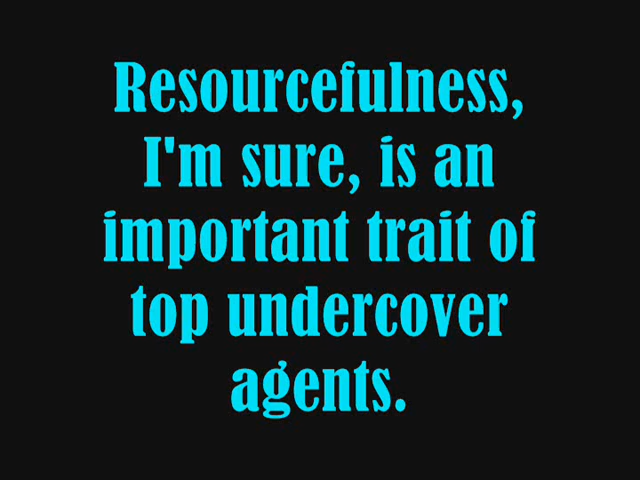 Resourcefulness,
I'm sure, is an
important trait of
top undercover
agents.